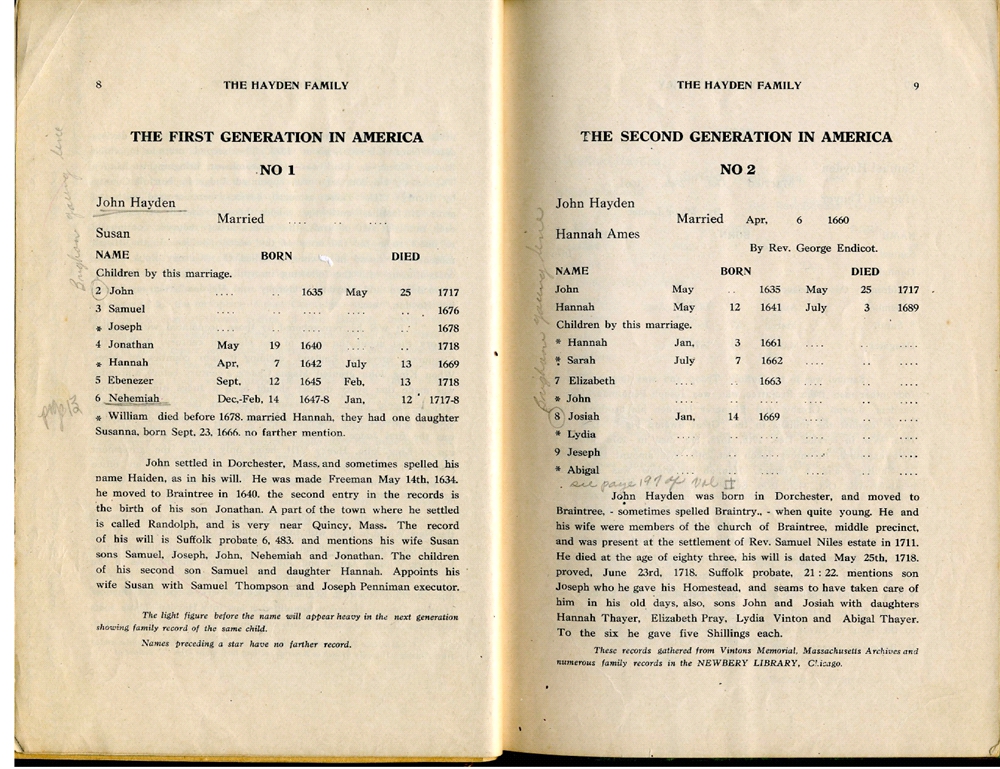 8 THE HAYDEN FAMILY
THE FIRST GENERATION IN AMERICA
NO 1
John Hayden
Married .... .. ....
Susan
NAME BORN DIED
Children by this marriage.
2 John .... .. 1635 May 25 1717
3 Samuel .... .. .... .... .. 1676
* Joseph .... .. .... .... .. 1678
4 Jonathan May 19 1640 .... .. 1718
* Hannah Apr, 7 1642 July 13 1669
5 Ebenezer Sept, 12 1645 Feb, 13 1718
6 Nehemiah Dec,-Feb, 14 1647-8 Jan, 12 1717-8
* William died before 1678. married Hannah, they had one daughter
Susanna, born Sept, 23, 1666. no farther mention.
John settled in Dorchester, Mass, and sometimes spelled his
name Haiden, as in his will. He was made Freeman May 14th, 1634.
he moved to Braintree in 1640. the second entry in the records is
the birth of his son Jonathan. A part of the town where he settled
is called Randolph, and is very near Quincy, Mass. The record
of his will is Suffolk probate 6, 483. and mentions his wife Susan
sons Samuel, Joseph, John, Nehemiah and Jonathan. The children
of his second son Samuel and daughter Hannah. Appoints his
wife Susan with Samuel Thompson and Joseph Penniman executor.
The light figure before the name will appear heavy in the next generation
showing family record of the same child.
Names preceding a star have no farther record.
Brigham Young line
THE HAYDEN FAMILY 9
THE SECOND GENERATION IN AMERICA
NO 2
John Hayden
Married Apr, 6 1660
Hannah Ames
By Rev. George Endicot.
NAME BORN DIED
John May .. 1635 May 25 1717
Hannah May 12 1641 July 3 1689
Children by this marriage.
* Hannah Jan, 3 1661 .... .. ....
* Sarah July 7 1662 .... .. ....
7 Elizabeth .... .. 1663 .... .. ....
* John .... .. .... .... .. ....
8 Josiah Jan, 14 1669 .... .. ....
* Lydia .... .. .... .... .. ....
9 Jeseph .... .. .... .... .. ....
* Abigal .... .. .... .... .. ....
see page 197 of Vol II
John Hayden was born in Dorchester, and moved to
Braintree, - sometimes spelled Braintry., - when quite young. He and
his wife were members of the church of Braintree, middle precinct,
and was present at the settlement of Rev. Samuel Niles estate in 1711.
He died at the age of eighty three, his will is dated May 25th, 1718.
proved, June 23rd, 1718. Suffolk probate, 21 : 22. mentions son
Joseph who he gave his Homestead, and seams to have taken care of
him in his old days, also, sons John and Josiah with daughters
Hannah Thayer, Elizabeth Pray, Lydia Vinton and Abigal Thayer.
To the six he gave five Shillings each.
These records gathered from Vintons Memorial, Massachusetts Archives and
numerous family records in the NEWBERY LIBRARY, Chicago.
Brigham Young line